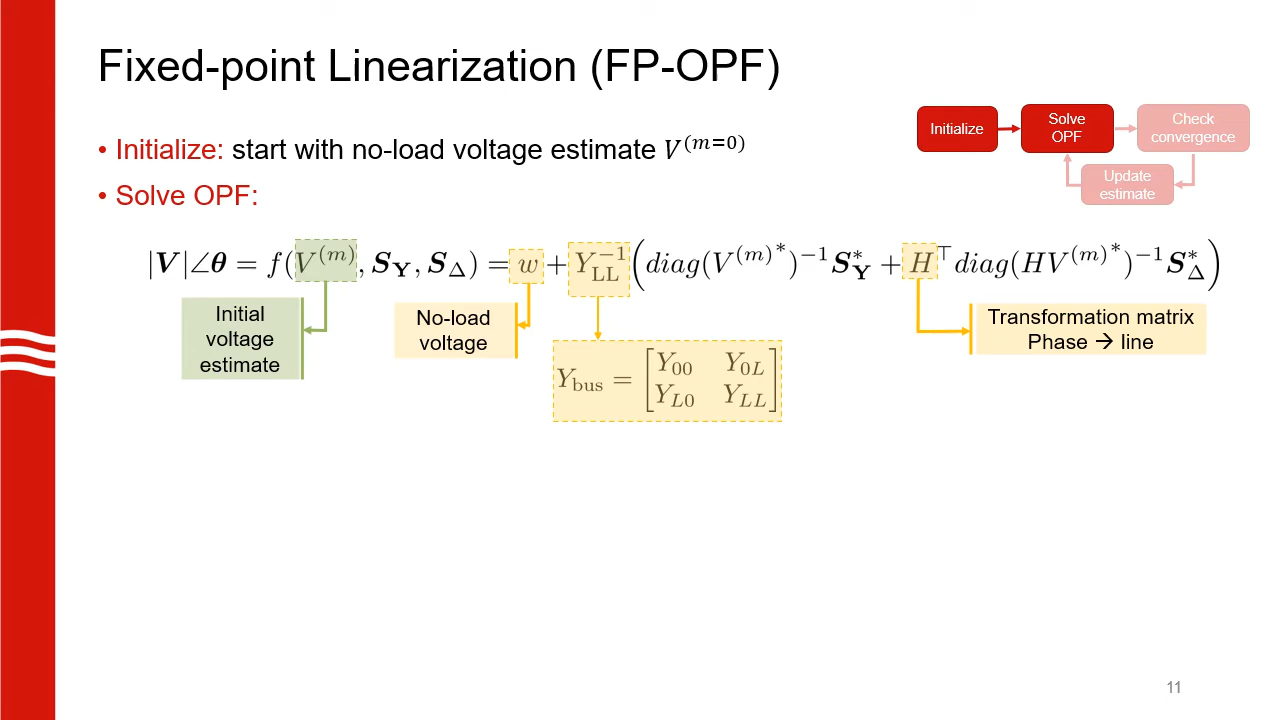 Fixed-point Linearization (FP-OPF)
• Initialize: start with no-load voltage estimate V^(m=0)
Initialize
Solve
OPF
Check
convergence
Update
estimate
• Solve OPF:
|V|∠θ = f(V^(m), S_Y, S_Δ) = w + Y_LL^−1 (diag(V^(m)*)^−1 S_Y^* + H^⊤ diag(HV^(m)*)^−1 S_Δ^*)
Initial
voltage
estimate
No-load
voltage
Transformation matrix
Phase → line
Y_bus = [Y_00 Y_0L
Y_L0 Y_LL]
11